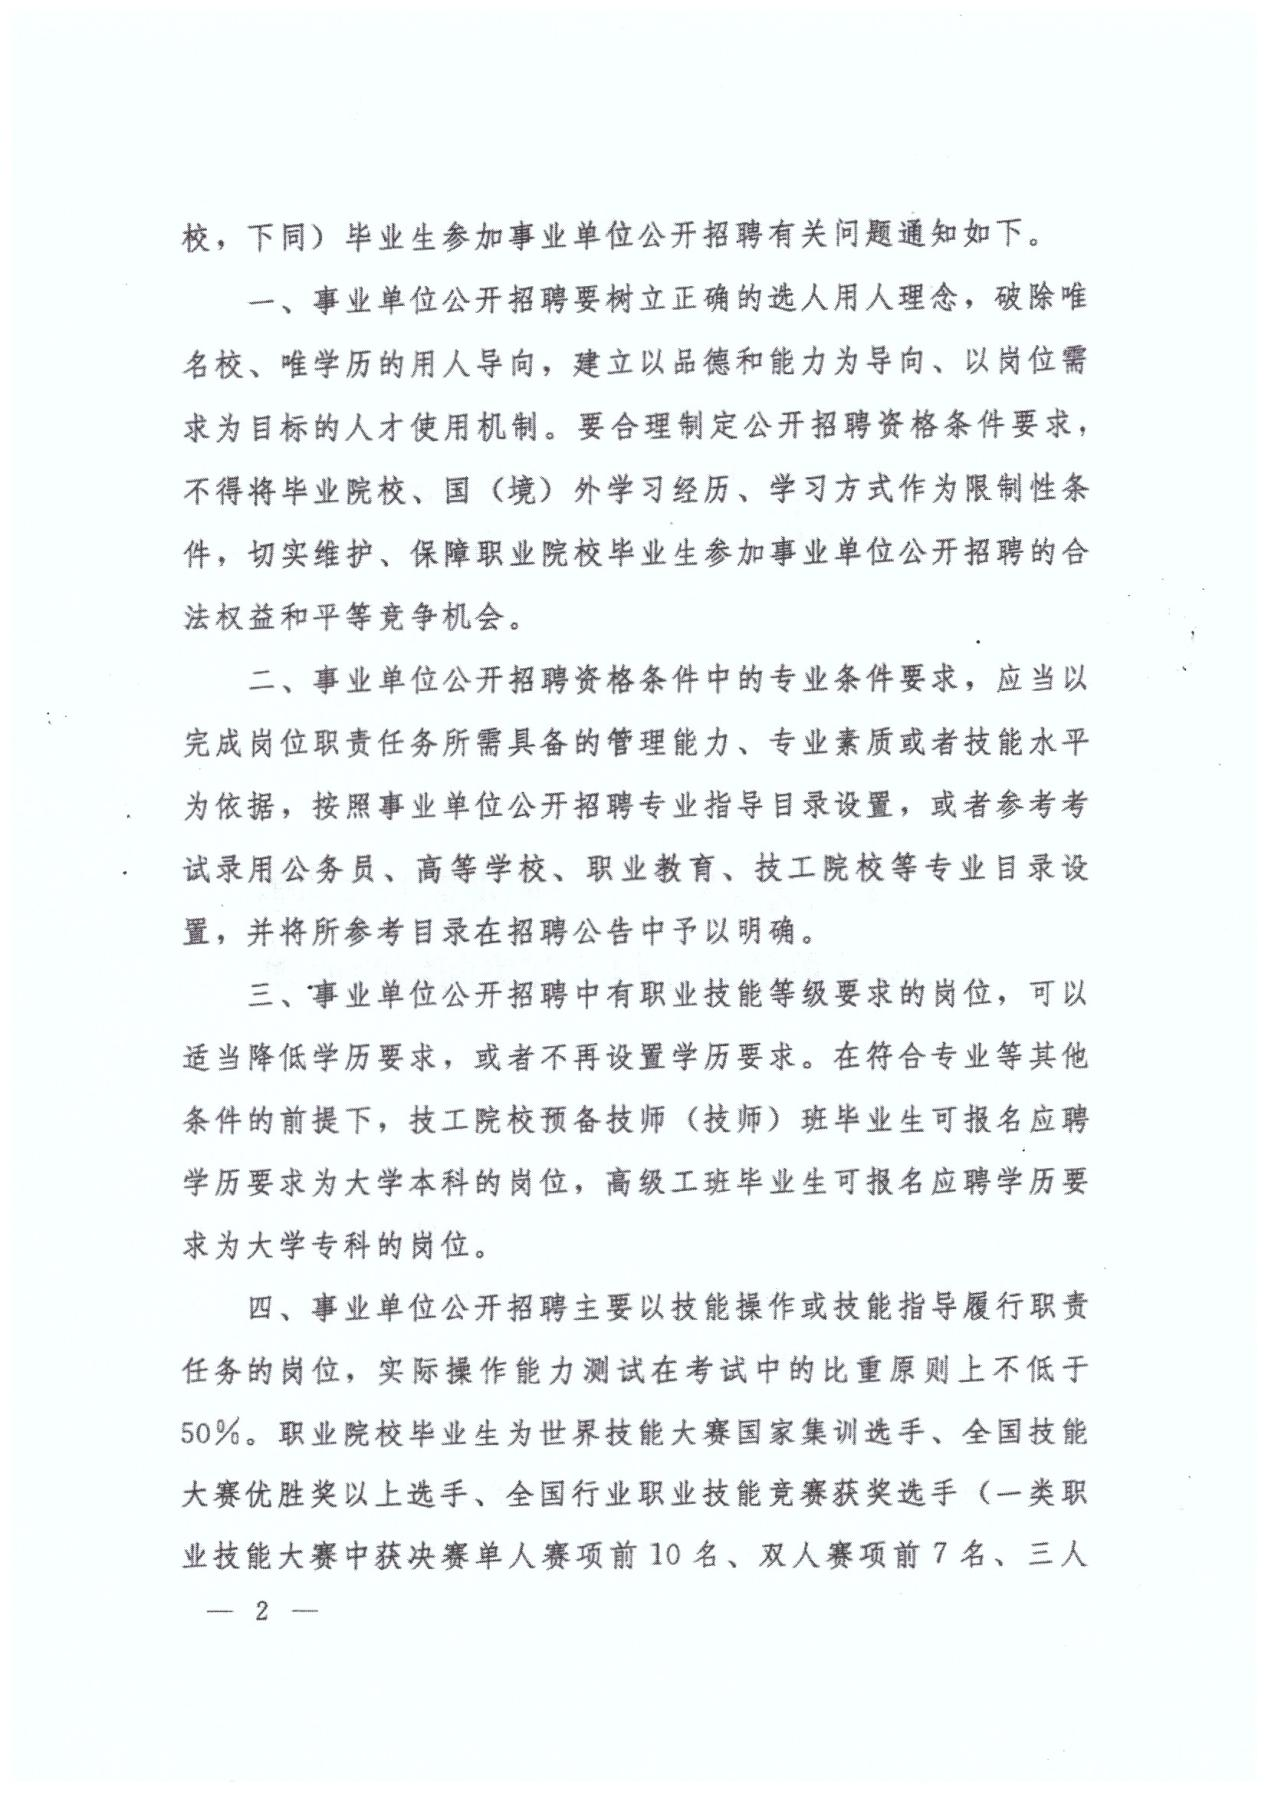 校，下同）毕业生参加事业单位公开招聘有关问题通知如下。
一、事业单位公开招聘要树立正确的选人用人理念，破除唯
名校、唯学历的用人导向，建立以品德和能力为导向、以岗位需
求为目标的人才使用机制。要合理制定公开招聘资格条件要求，
不得将毕业院校、国（境）外学习经历、学习方式作为限制性条
件，切实维护、保障职业院校毕业生参加事业单位公开招聘的合
法权益和平等竞争机会。
二、事业单位公开招聘资格条件中的专业条件要求，应当以
完成岗位职责任务所需具备的管理能力、专业素质或者技能水平
为依据，按照事业单位公开招聘专业指导目录设置，或者参考考
试录用公务员、高等学校、职业教育、技工院校等专业目录设
置，并将所参考目录在招聘公告中予以明确。
三、事业单位公开招聘中有职业技能等级要求的岗位，可以
适当降低学历要求，或者不再设置学历要求。在符合专业等其他
条件的前提下，技工院校预备技师（技师）班毕业生可报名应聘
学历要求为大学本科的岗位，高级工班毕业生可报名应聘学历要
求为大学专科的岗位。
四、事业单位公开招聘主要以技能操作或技能指导履行职责
任务的岗位，实际操作能力测试在考试中的比重原则上不低于
50%。职业院校毕业生为世界技能大赛国家集训选手、全国技能
大赛优胜奖以上选手、全国行业职业技能竞赛获奖选手（一类职
业技能大赛中获决赛单人赛项前 10 名、双人赛项前 7 名、三人
— 2 —